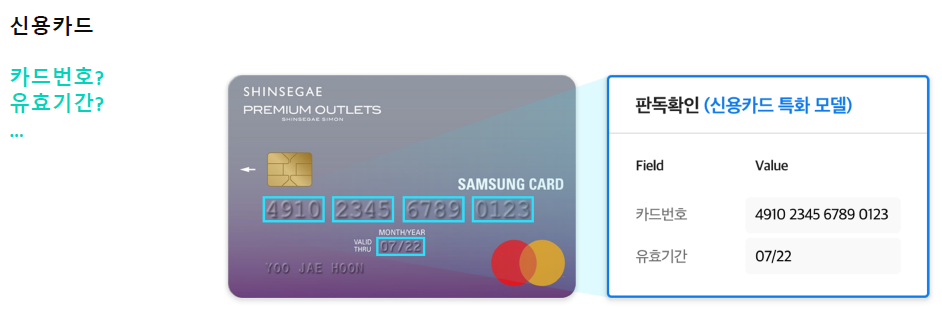 신용카드
카드번호?
유효기간?
...
SHINSEGAE
PREMIUM OUTLETS
SHINSEGAE SIMON
SAMSUNG CARD
4910 2345 6789 0123
MONTH/YEAR
VALID THRU 07/22
YOO JAE HOON
판독확인 (신용카드 특화 모델)
Field Value
카드번호 4910 2345 6789 0123
유효기간 07/22